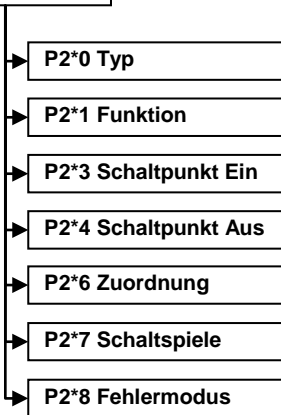 P2*0 Typ
P2*1 Funktion
P2*3 Schaltpunkt Ein
P2*4 Schaltpunkt Aus
P2*6 Zuordnung
P2*7 Schaltspiele
P2*8 Fehlermodus